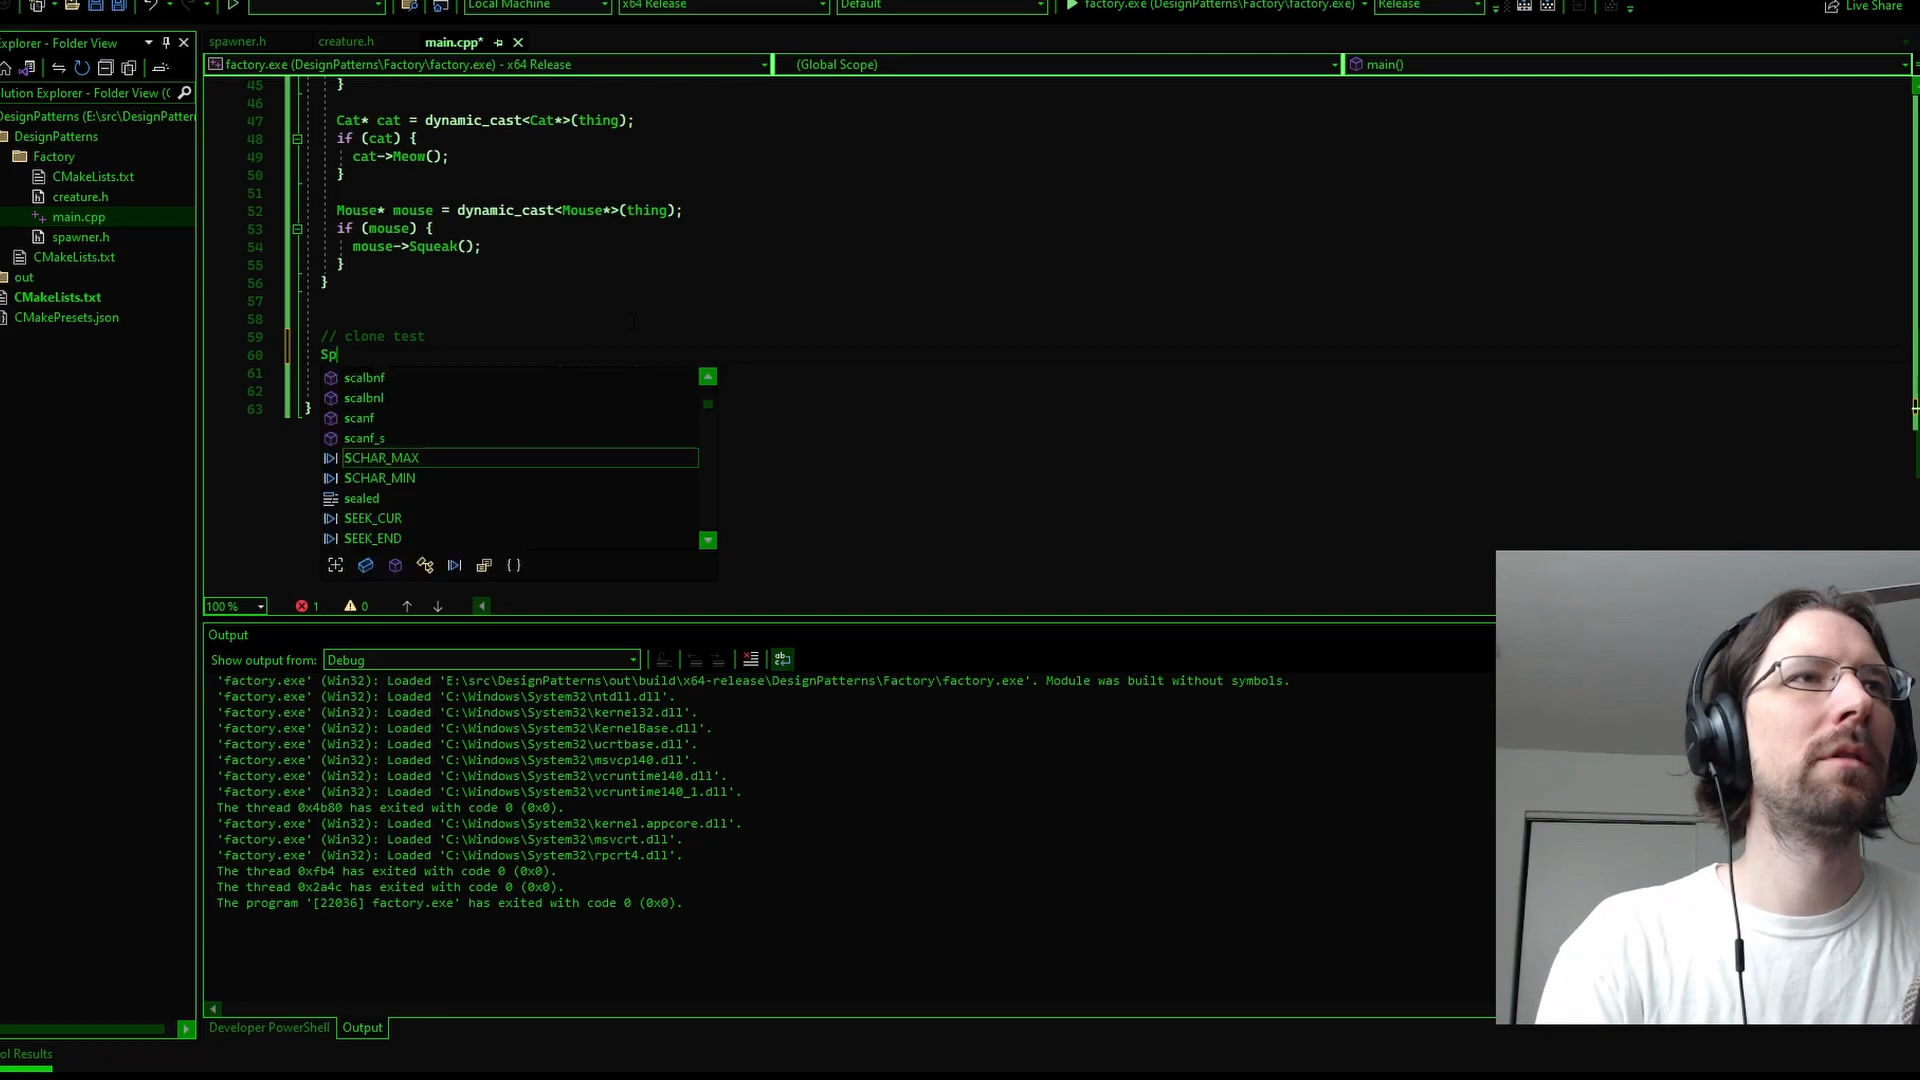 Local Machine
x64 Release
Default
factory.exe (DesignPatterns\Factory\factory.exe)
Release
Live Share
Explorer - Folder View
lution Explorer - Folder View (
DesignPatterns (E:\src\DesignPatter
DesignPatterns
Factory
CMakeLists.txt
creature.h
main.cpp
spawner.h
CMakeLists.txt
out
CMakeLists.txt
CMakePresets.json
spawner.h
creature.h
main.cpp*
factory.exe (DesignPatterns\Factory\factory.exe) - x64 Release
(Global Scope)
main()
45 }
46
47 Cat* cat = dynamic_cast<Cat*>(thing);
48 if (cat) {
49 cat->Meow();
50 }
51
52 Mouse* mouse = dynamic_cast<Mouse*>(thing);
53 if (mouse) {
54 mouse->Squeak();
55 }
56 }
57
58
59 // clone test
60 Sp
61
62
63 }
scalbnf
scalbnl
scanf
scanf_s
SCHAR_MAX
SCHAR_MIN
sealed
SEEK_CUR
SEEK_END
100 %
1
0
Output
Show output from: Debug
'factory.exe' (Win32): Loaded 'E:\src\DesignPatterns\out\build\x64-release\DesignPatterns\Factory\factory.exe'. Module was built without symbols.
'factory.exe' (Win32): Loaded 'C:\Windows\System32\ntdll.dll'.
'factory.exe' (Win32): Loaded 'C:\Windows\System32\kernel32.dll'.
'factory.exe' (Win32): Loaded 'C:\Windows\System32\KernelBase.dll'.
'factory.exe' (Win32): Loaded 'C:\Windows\System32\ucrtbase.dll'.
'factory.exe' (Win32): Loaded 'C:\Windows\System32\msvcp140.dll'.
'factory.exe' (Win32): Loaded 'C:\Windows\System32\vcruntime140.dll'.
'factory.exe' (Win32): Loaded 'C:\Windows\System32\vcruntime140_1.dll'.
The thread 0x4b80 has exited with code 0 (0x0).
'factory.exe' (Win32): Loaded 'C:\Windows\System32\kernel.appcore.dll'.
'factory.exe' (Win32): Loaded 'C:\Windows\System32\msvcrt.dll'.
'factory.exe' (Win32): Loaded 'C:\Windows\System32\rpcrt4.dll'.
The thread 0xfb4 has exited with code 0 (0x0).
The thread 0x2a4c has exited with code 0 (0x0).
The program '[22036] factory.exe' has exited with code 0 (0x0).
Developer PowerShell
Output
ol Results